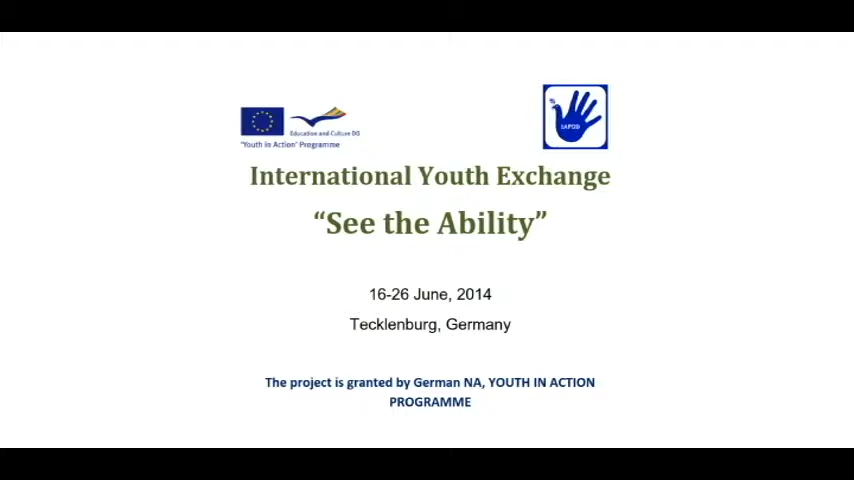 Education and Culture DG
"Youth in Action" Programme
IAPDD
International Youth Exchange
“See the Ability”
16-26 June, 2014
Tecklenburg, Germany
The project is granted by German NA, YOUTH IN ACTION
PROGRAMME